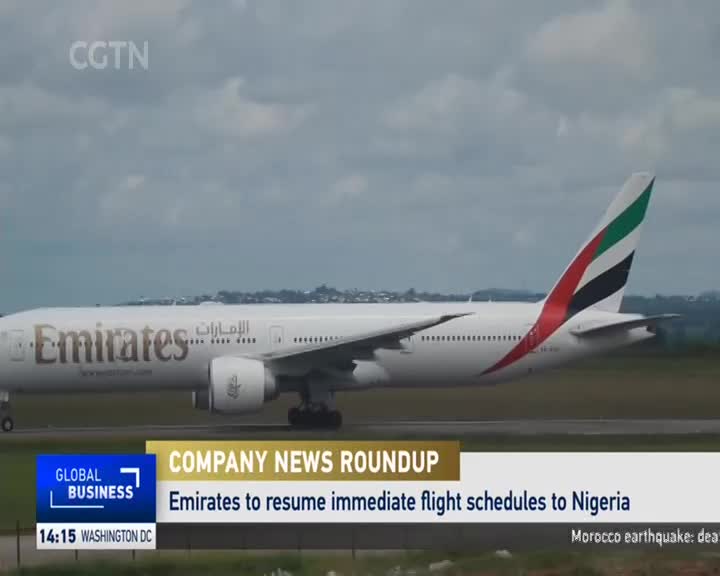 CGTN
Emirates الإمارات
COMPANY NEWS ROUNDUP
GLOBAL
BUSINESS
Emirates to resume immediate flight schedules to Nigeria
14:15 WASHINGTON DC
Morocco earthquake: